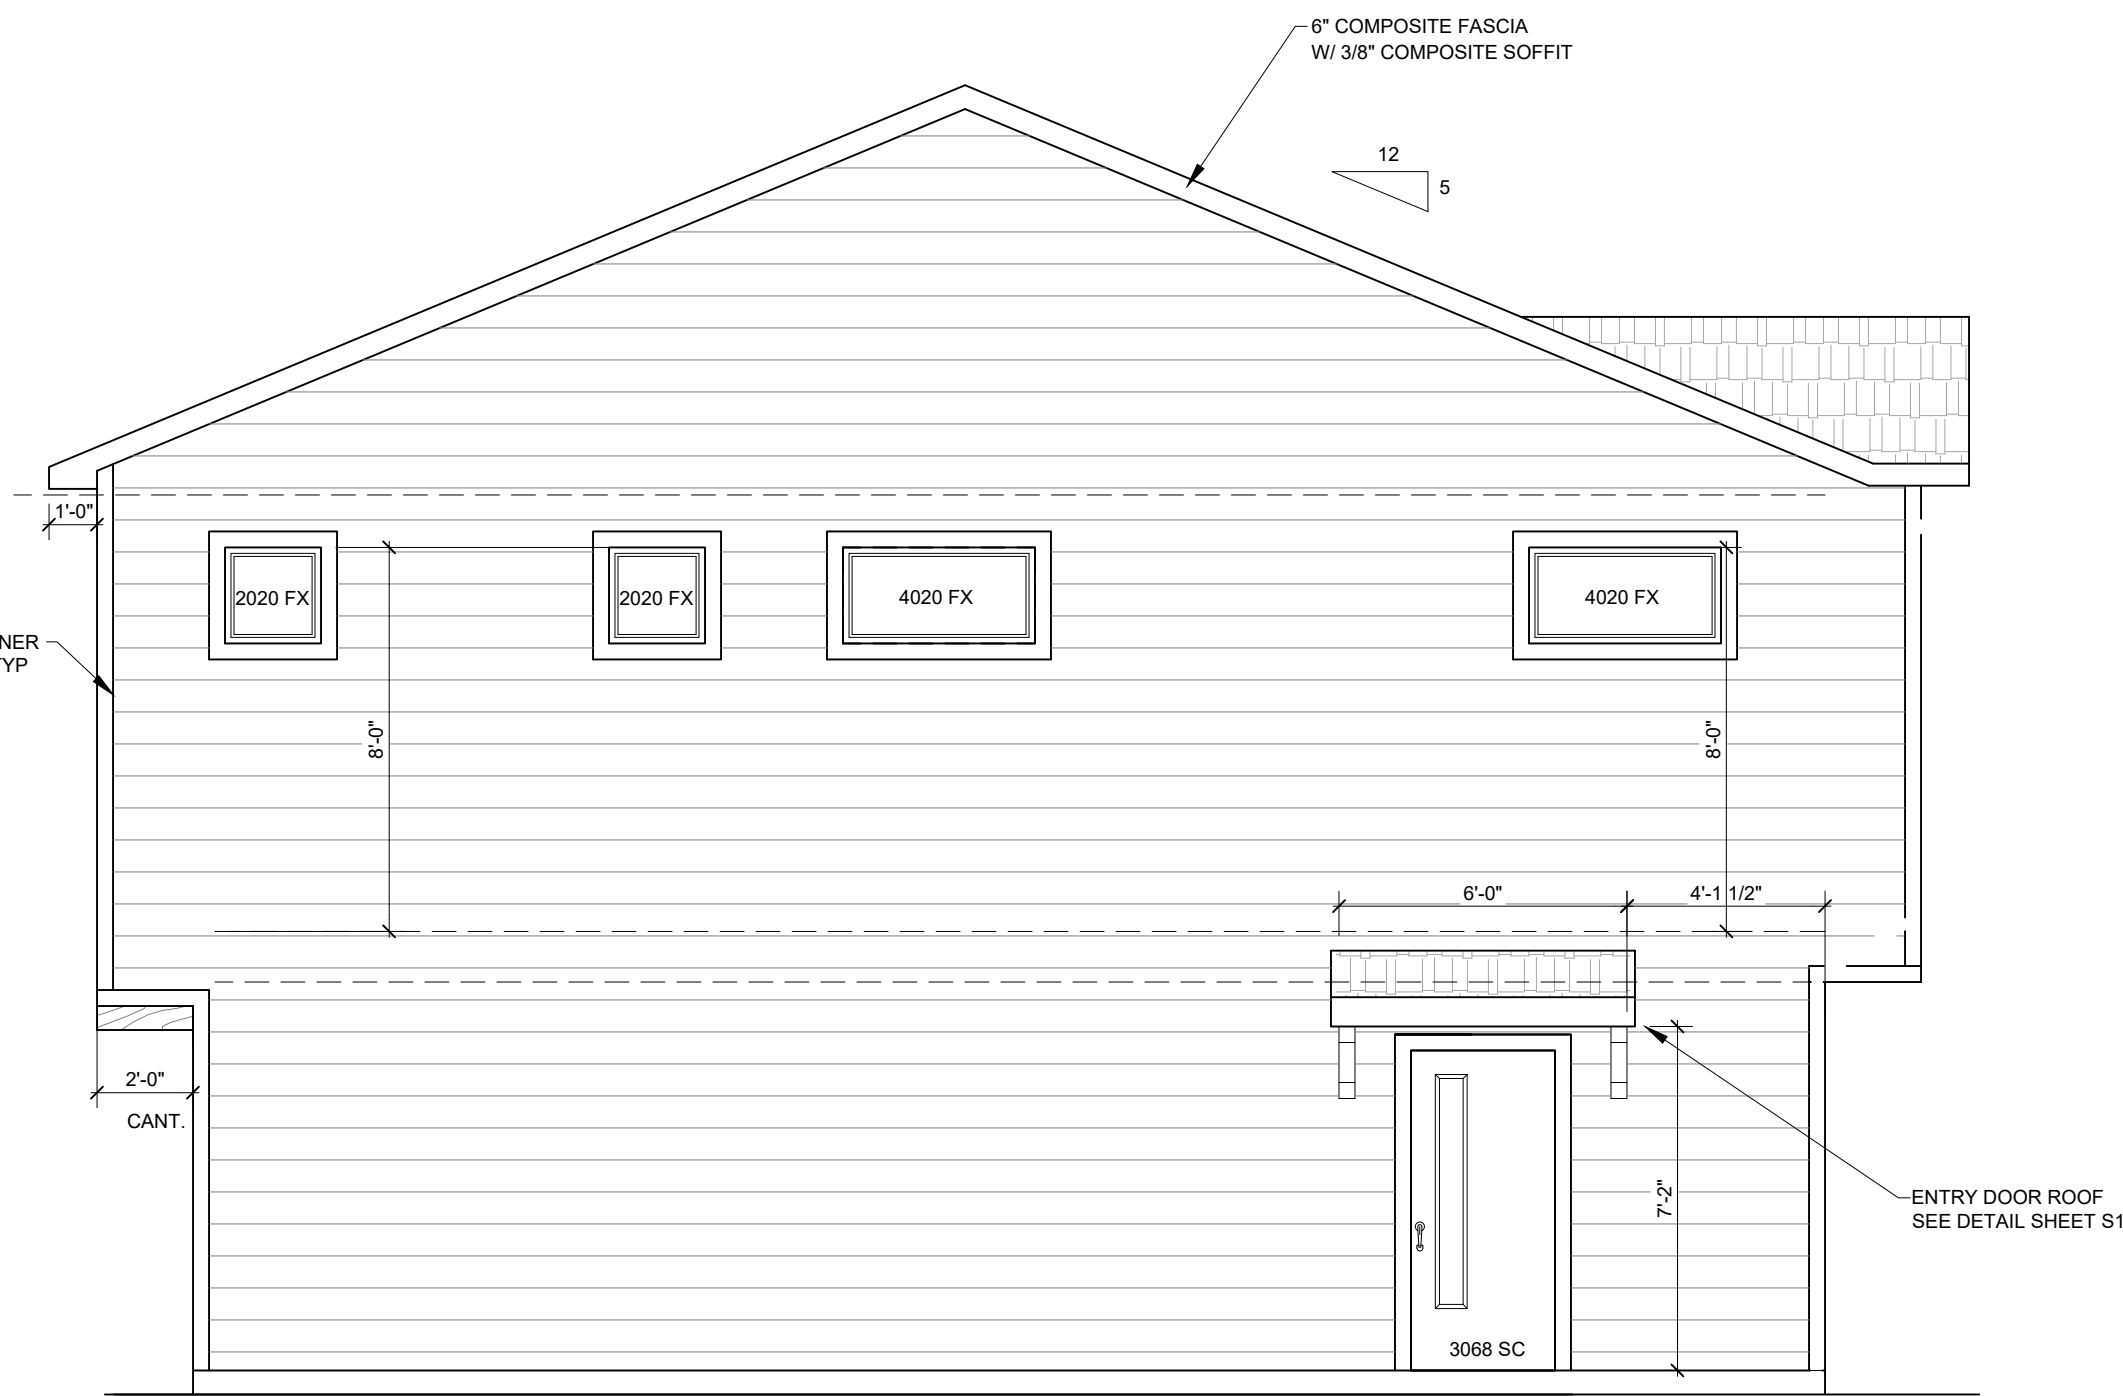 6" COMPOSITE FASCIA
W/ 3/8" COMPOSITE SOFFIT
12
5
1'-0"
2020 FX
2020 FX
4020 FX
4020 FX
TYP
8'-0"
8'-0"
6'-0"
4'-1 1/2"
2'-0"
CANT.
7'-2"
ENTRY DOOR ROOF
SEE DETAIL SHEET S1
3068 SC